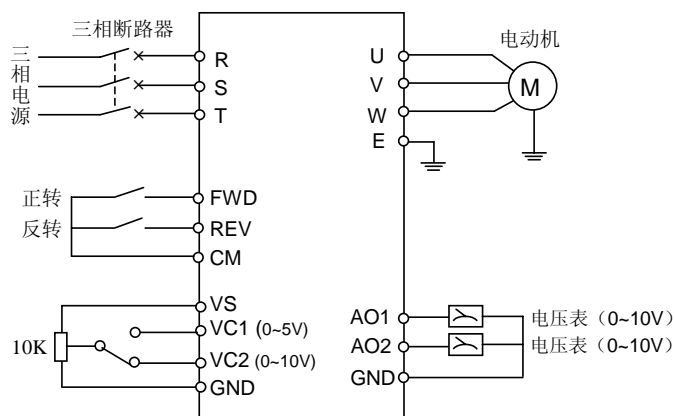 三相断路器
三相电源
R
S
T
U
V
W
E
电动机
M
正转
反转
FWD
REV
CM
10K
VS
VC1 (0~5V)
VC2 (0~10V)
GND
AO1
AO2
GND
电压表（0~10V）
电压表（0~10V）